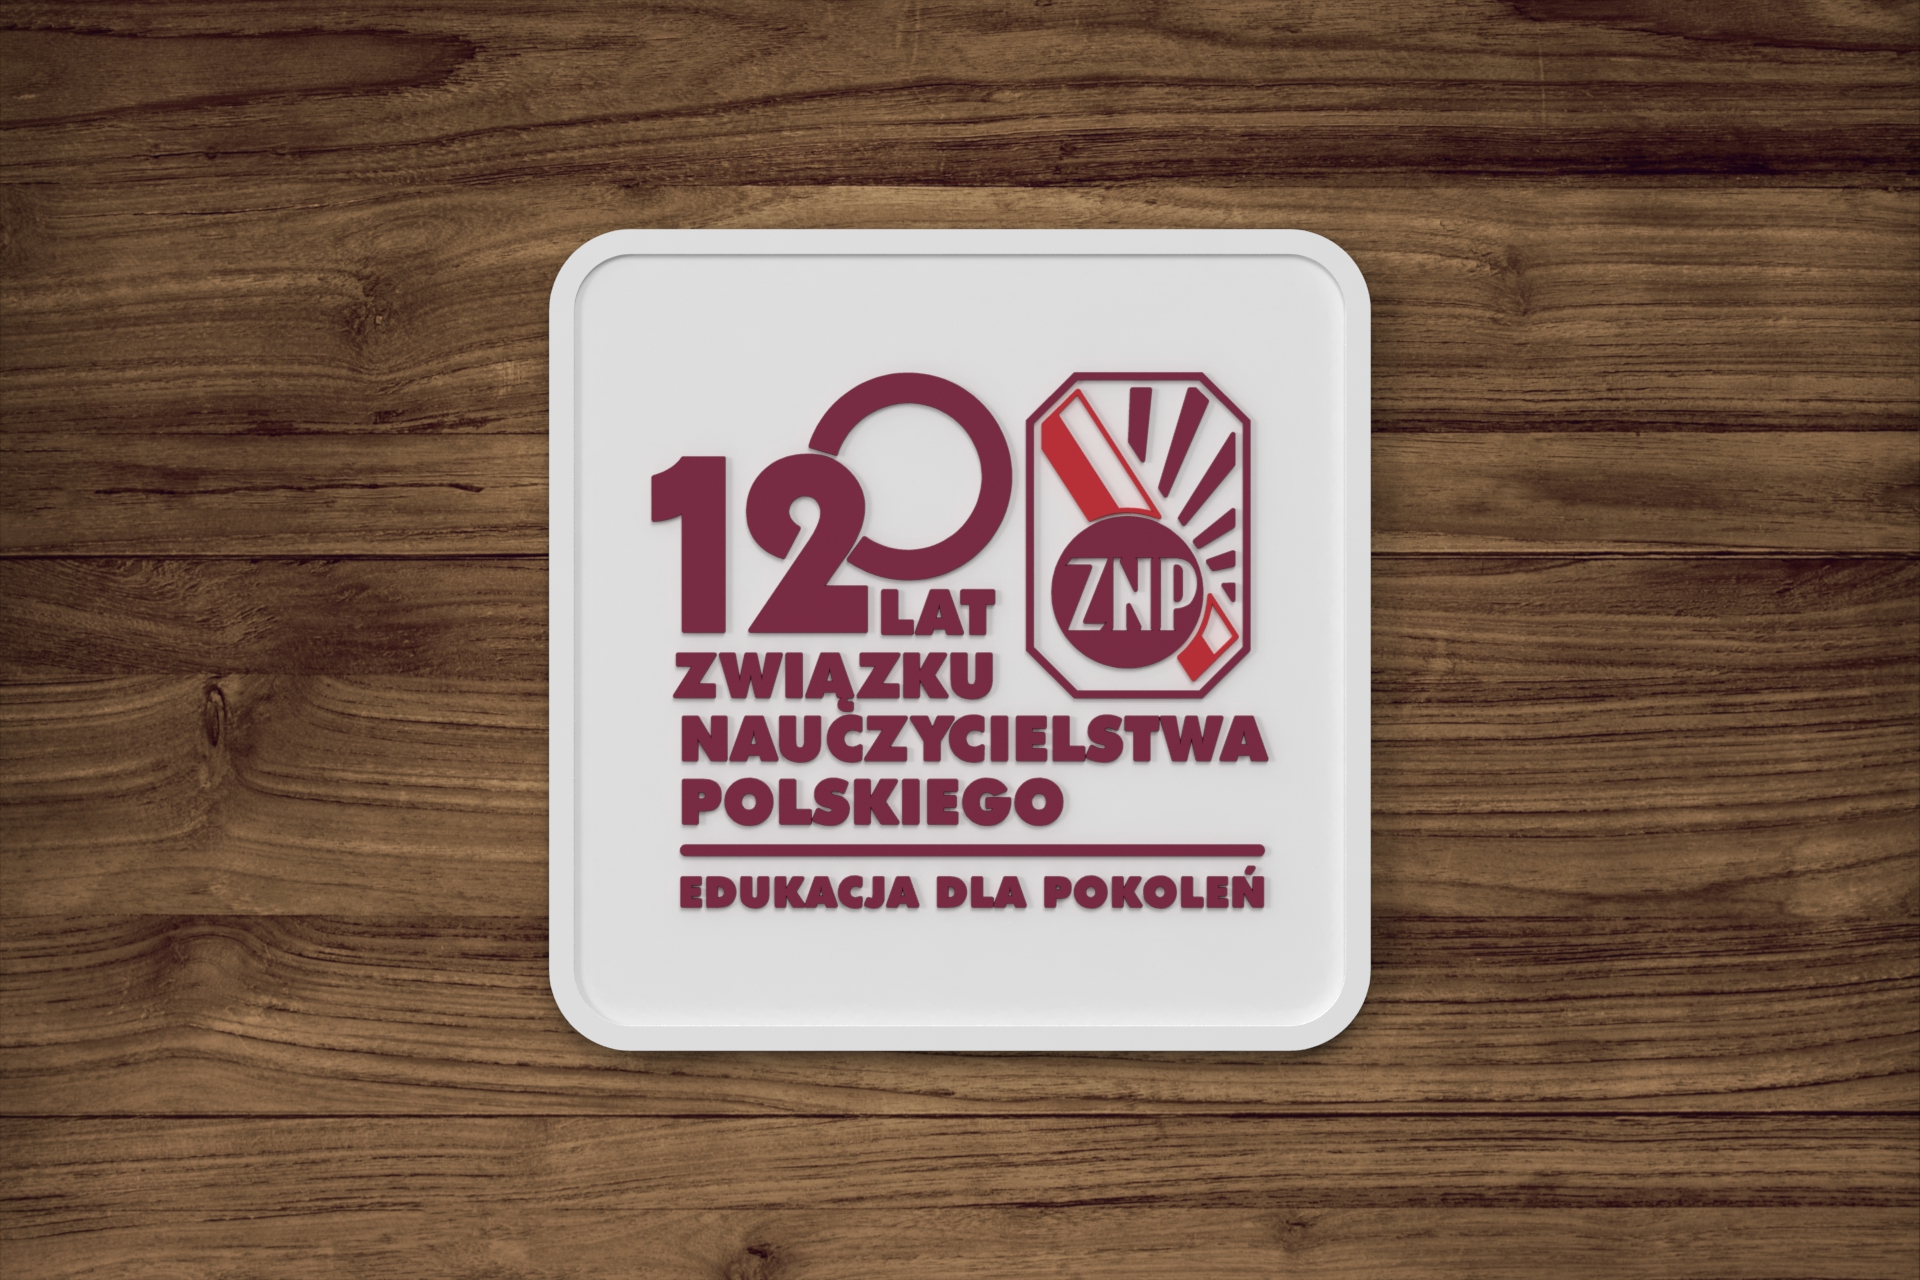 120 LAT
ZWIĄZKU
NAUCZYCIELSTWA
POLSKIEGO
EDUKACJA DLA POKOLEŃ
ZNP